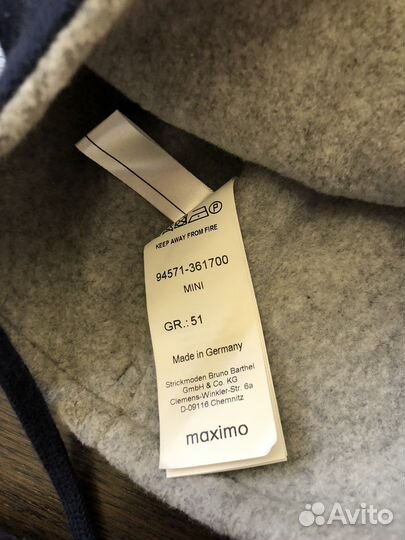 P
KEEP AWAY FROM FIRE
94571-361700
MINI
GR.: 51
Made in Germany
Strickmoden Bruno Barthel
GmbH & Co. KG
Clemens-Winkler-Str. 6a
D-09116 Chemnitz
maximo
Avito